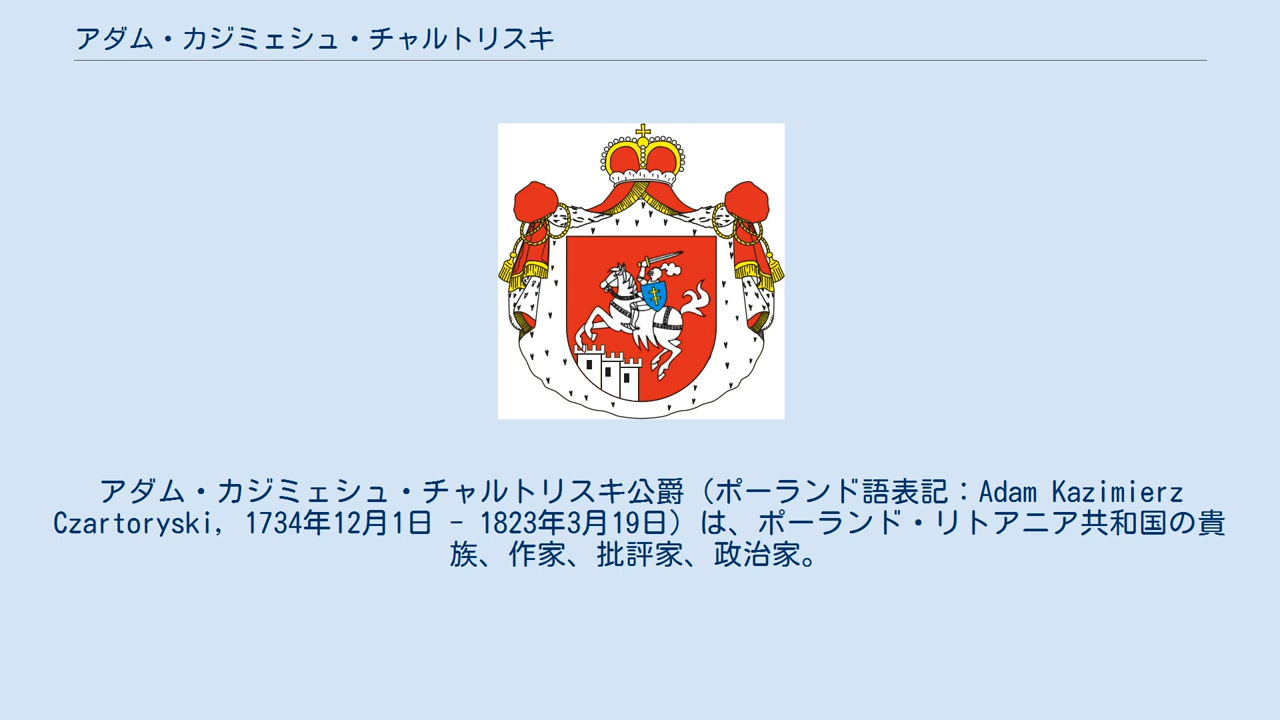 アダム・カジミェシュ・チャルトリスキ
アダム・カジミェシュ・チャルトリスキ公爵（ポーランド語表記：Adam Kazimierz
Czartoryski, 1734年12月1日 - 1823年3月19日）は、ポーランド・リトアニア共和国の貴
族、作家、批評家、政治家。